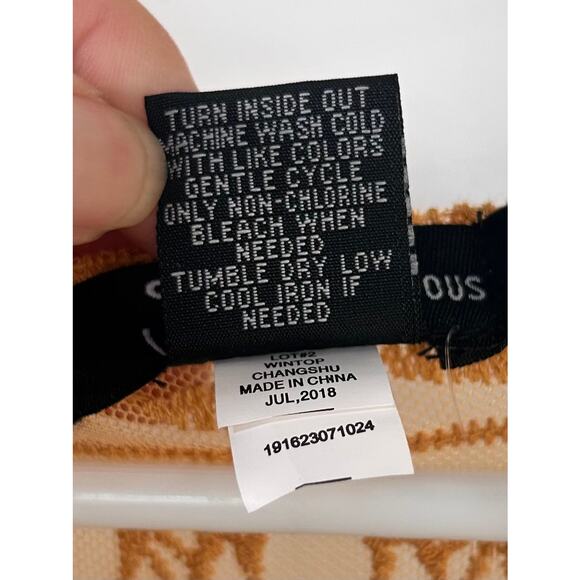 TURN INSIDE OUT
MACHINE WASH COLD
WITH LIKE COLORS
GENTLE CYCLE
ONLY NON-CHLORINE
BLEACH WHEN
NEEDED
TUMBLE DRY LOW
COOL IRON IF
NEEDED
OUS
LOT#2
WINTOP
CHANGSHU
MADE IN CHINA
JUL,2018
191623071024